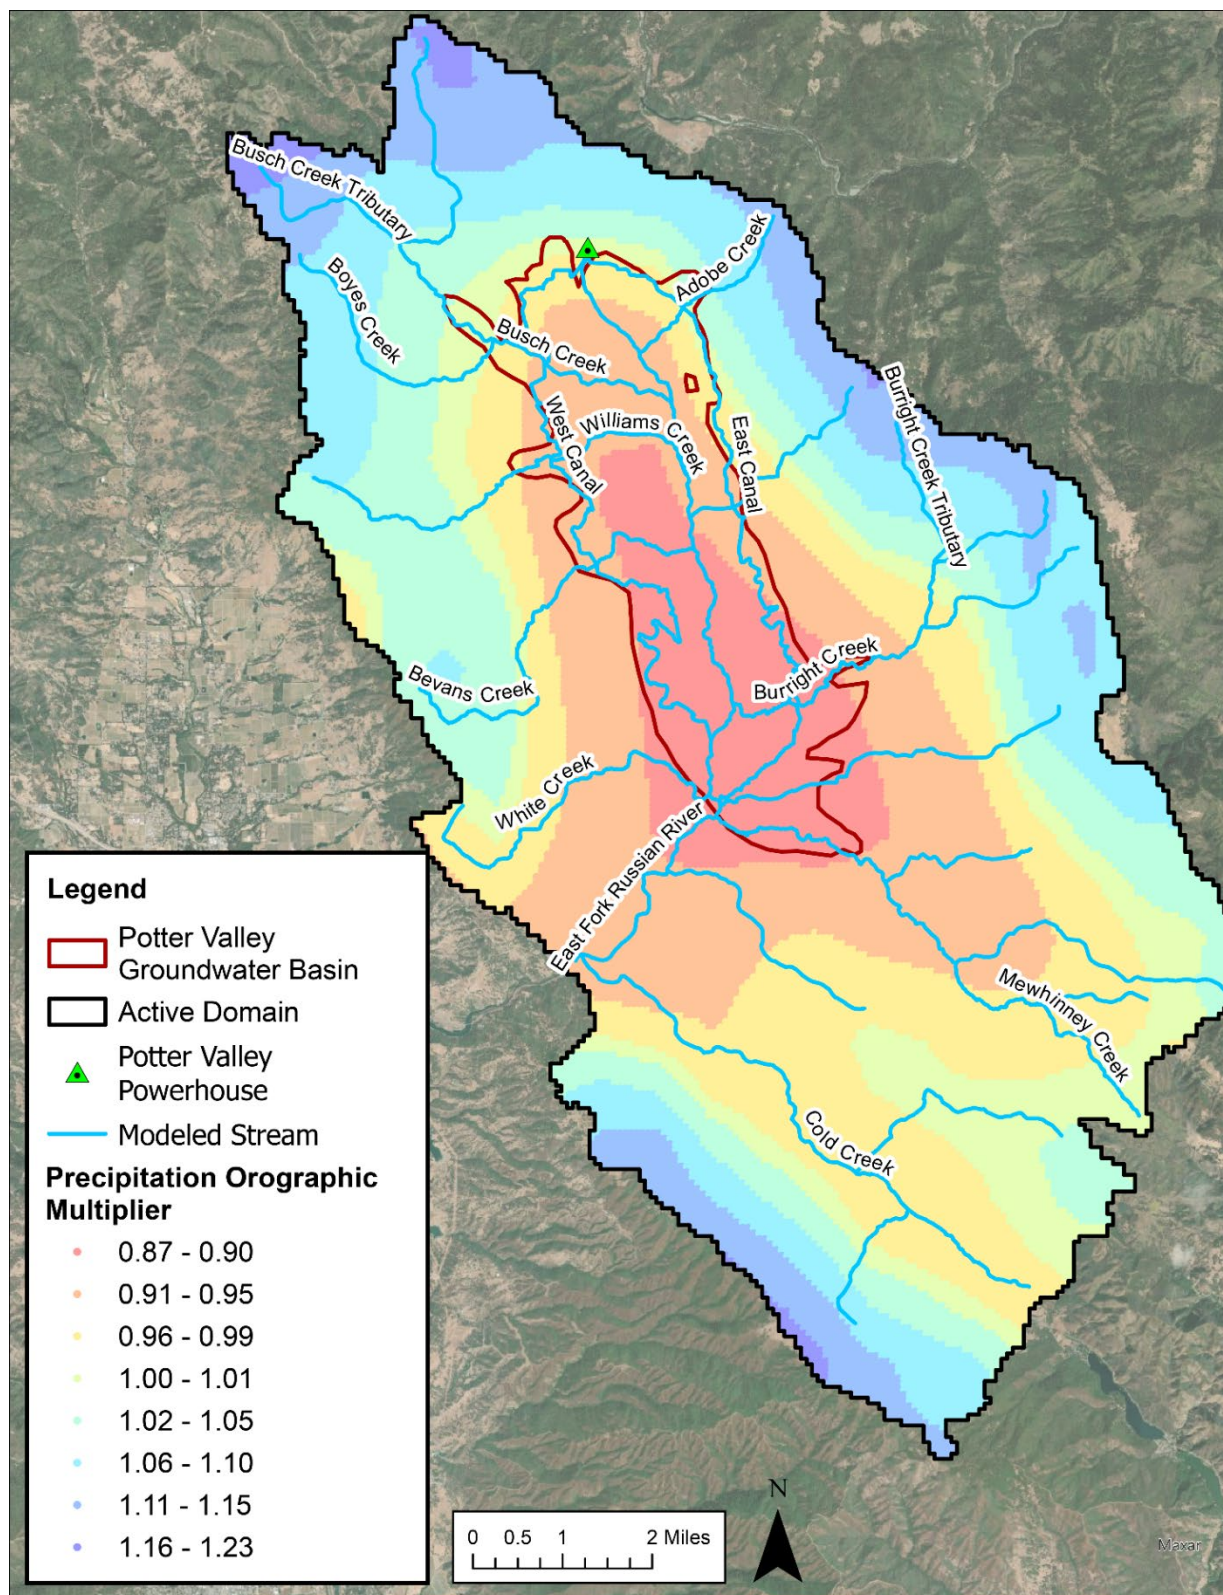 Busch Creek Tributary
Adobe Creek
Boyes Creek
Busch Creek
Burright Creek Tributary
West Canal
Williams Creek
East Canal
Bevans Creek
Burright Creek
White Creek
East Fork Russian River
Mewhinney Creek
Cold Creek
Legend
Potter Valley
Groundwater Basin
Active Domain
Potter Valley
Powerhouse
Modeled Stream
Precipitation Orographic
Multiplier
0.87 - 0.90
0.91 - 0.95
0.96 - 0.99
1.00 - 1.01
1.02 - 1.05
1.06 - 1.10
1.11 - 1.15
1.16 - 1.23
0 0.5 1 2 Miles
N
Maxar